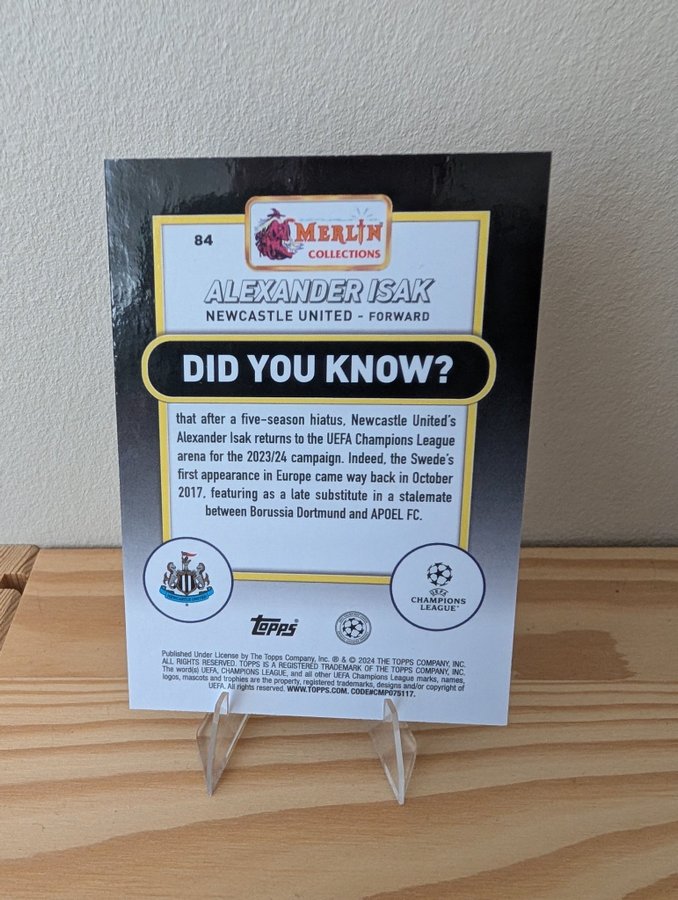 84
MERLIN
COLLECTIONS
ALEXANDER ISAK
NEWCASTLE UNITED - FORWARD
DID YOU KNOW?
that after a five-season hiatus, Newcastle United's
Alexander Isak returns to the UEFA Champions League
arena for the 2023/24 campaign. Indeed, the Swede's
first appearance in Europe came way back in October
2017, featuring as a late substitute in a stalemate
between Borussia Dortmund and APOEL FC.
NEWCASTLE UNITED
UEFA
CHAMPIONS
LEAGUE
topps
Published Under License by The Topps Company, Inc. ® & © 2024 THE TOPPS COMPANY, INC.
ALL RIGHTS RESERVED. TOPPS IS A REGISTERED TRADEMARK OF THE TOPPS COMPANY, INC.
The word(s) UEFA, CHAMPIONS LEAGUE, and all other UEFA Champions League marks, names,
logos, mascots and trophies are the property, registered trademarks, designs and/or copyright of
UEFA. All rights reserved. WWW.TOPPS.COM. CODE#CMP075117.